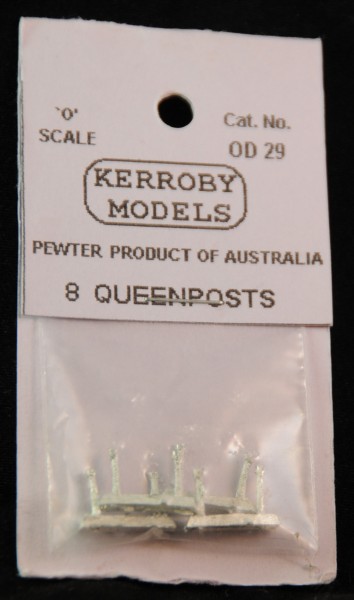 'O'
SCALE
Cat. No.
OD 29
KERROBY
MODELS
PEWTER PRODUCT OF AUSTRALIA
8 QUEENPOSTS